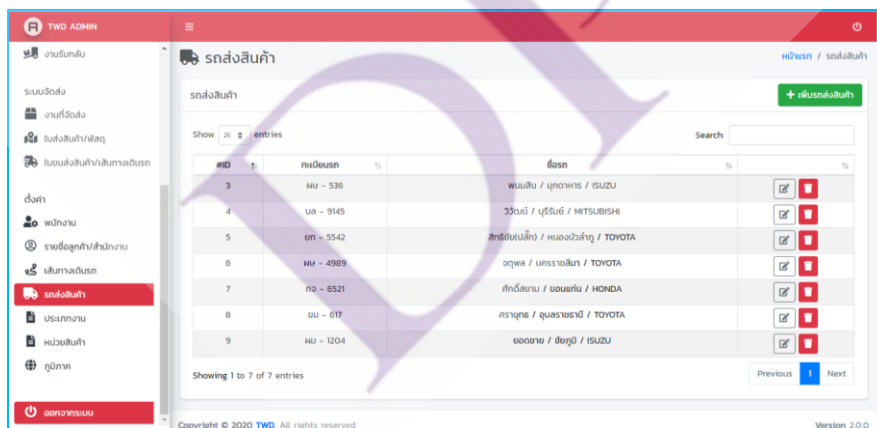 TWD ADMIN
งานรับกลับ
ระบบจัดส่ง
งานที่จัดส่ง
ใบส่งสินค้า/พัสดุ
ใบขนส่งสินค้า/เส้นทางเดินรถ
ตั้งค่า
พนักงาน
รายชื่อลูกค้า/สำนักงาน
เส้นทางเดินรถ
รถส่งสินค้า
ประเภทงาน
หน่วยสินค้า
ภูมิภาค
ออกจากระบบ
รถส่งสินค้า
หน้าแรก / รถส่งสินค้า
รถส่งสินค้า
+ เพิ่มรถส่งสินค้า
Show 25 entries
Search:
#ID ทะเบียนรถ ชื่อรถ
3 ผษ - 536 พนมสิน / มุกดาหาร / ISUZU
4 บล - 9145 วิวัฒน์ / บุรีรัมย์ / MITSUBISHI
5 ยก - 5542 สิทธิชัย(ปลั๊ก) / หนองบัวลำภู / TOYOTA
6 ผษ - 4989 จตุพล / นครราชสีมา / TOYOTA
7 กจ - 6521 ศักดิ์สยาม / ขอนแก่น / HONDA
8 ขม - 617 ศรายุทธ / อุบลราชธานี / TOYOTA
9 ผม - 1204 ยอดชาย / ชัยภูมิ / ISUZU
Showing 1 to 7 of 7 entries
Previous 1 Next
Copyright © 2020 TWD. All rights reserved.
Version 2.0.0